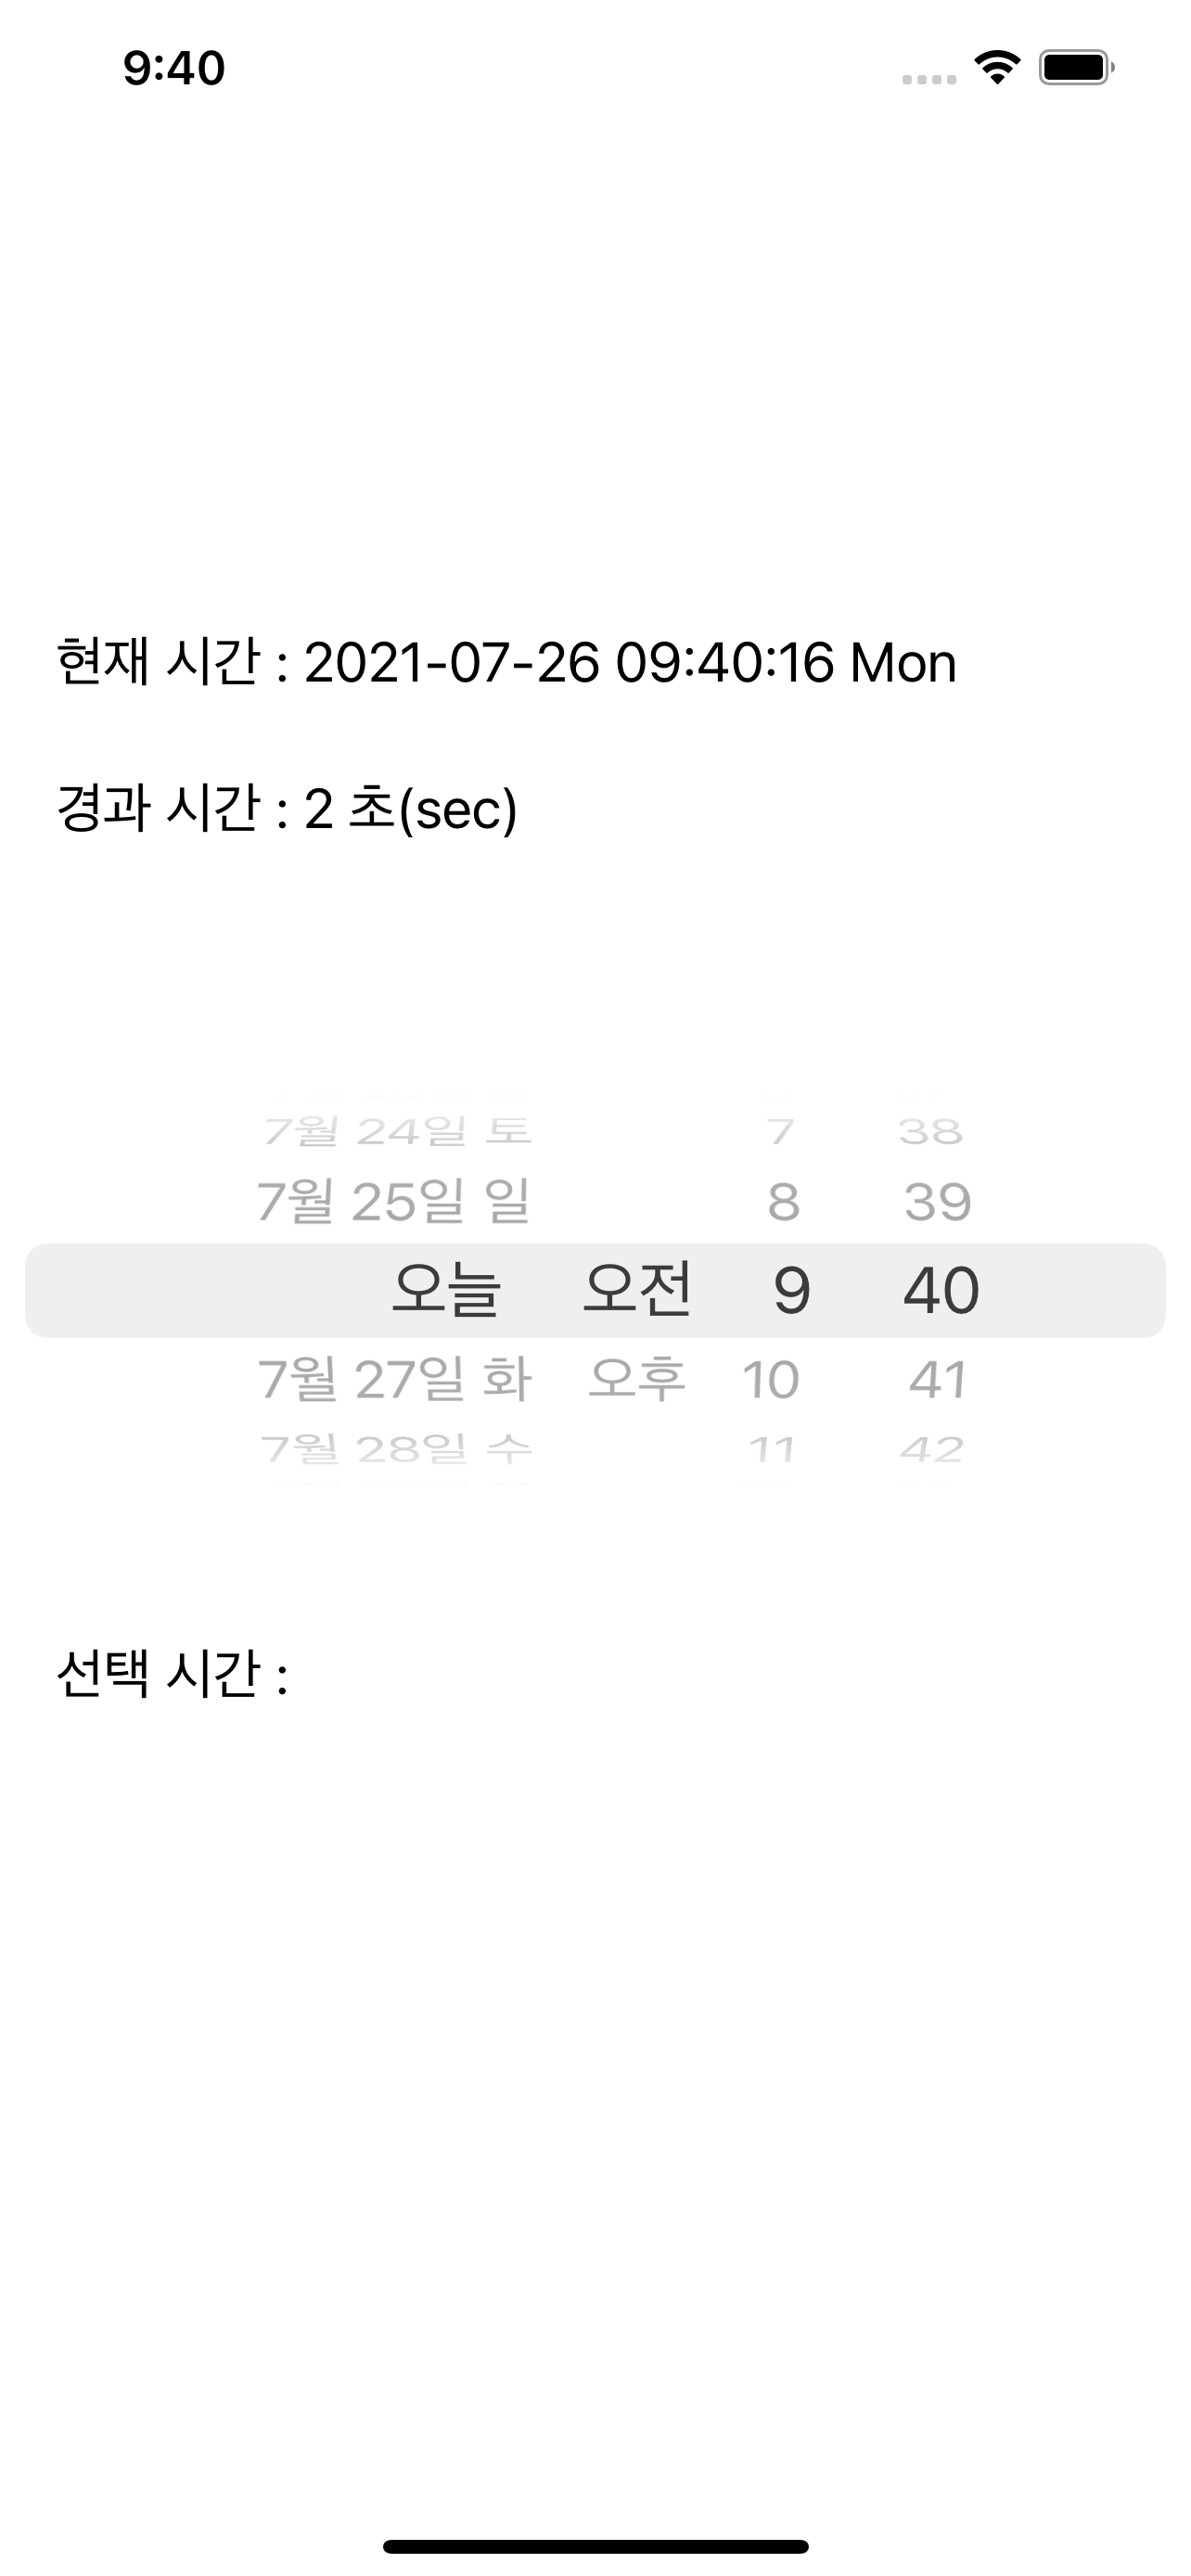 9:40
현재 시간 : 2021-07-26 09:40:16 Mon
경과 시간 : 2 초(sec)
7월 24일 토 7 38
7월 25일 일 8 39
오늘 오전 9 40
7월 27일 화 오후 10 41
7월 28일 수 11 42
선택 시간 :